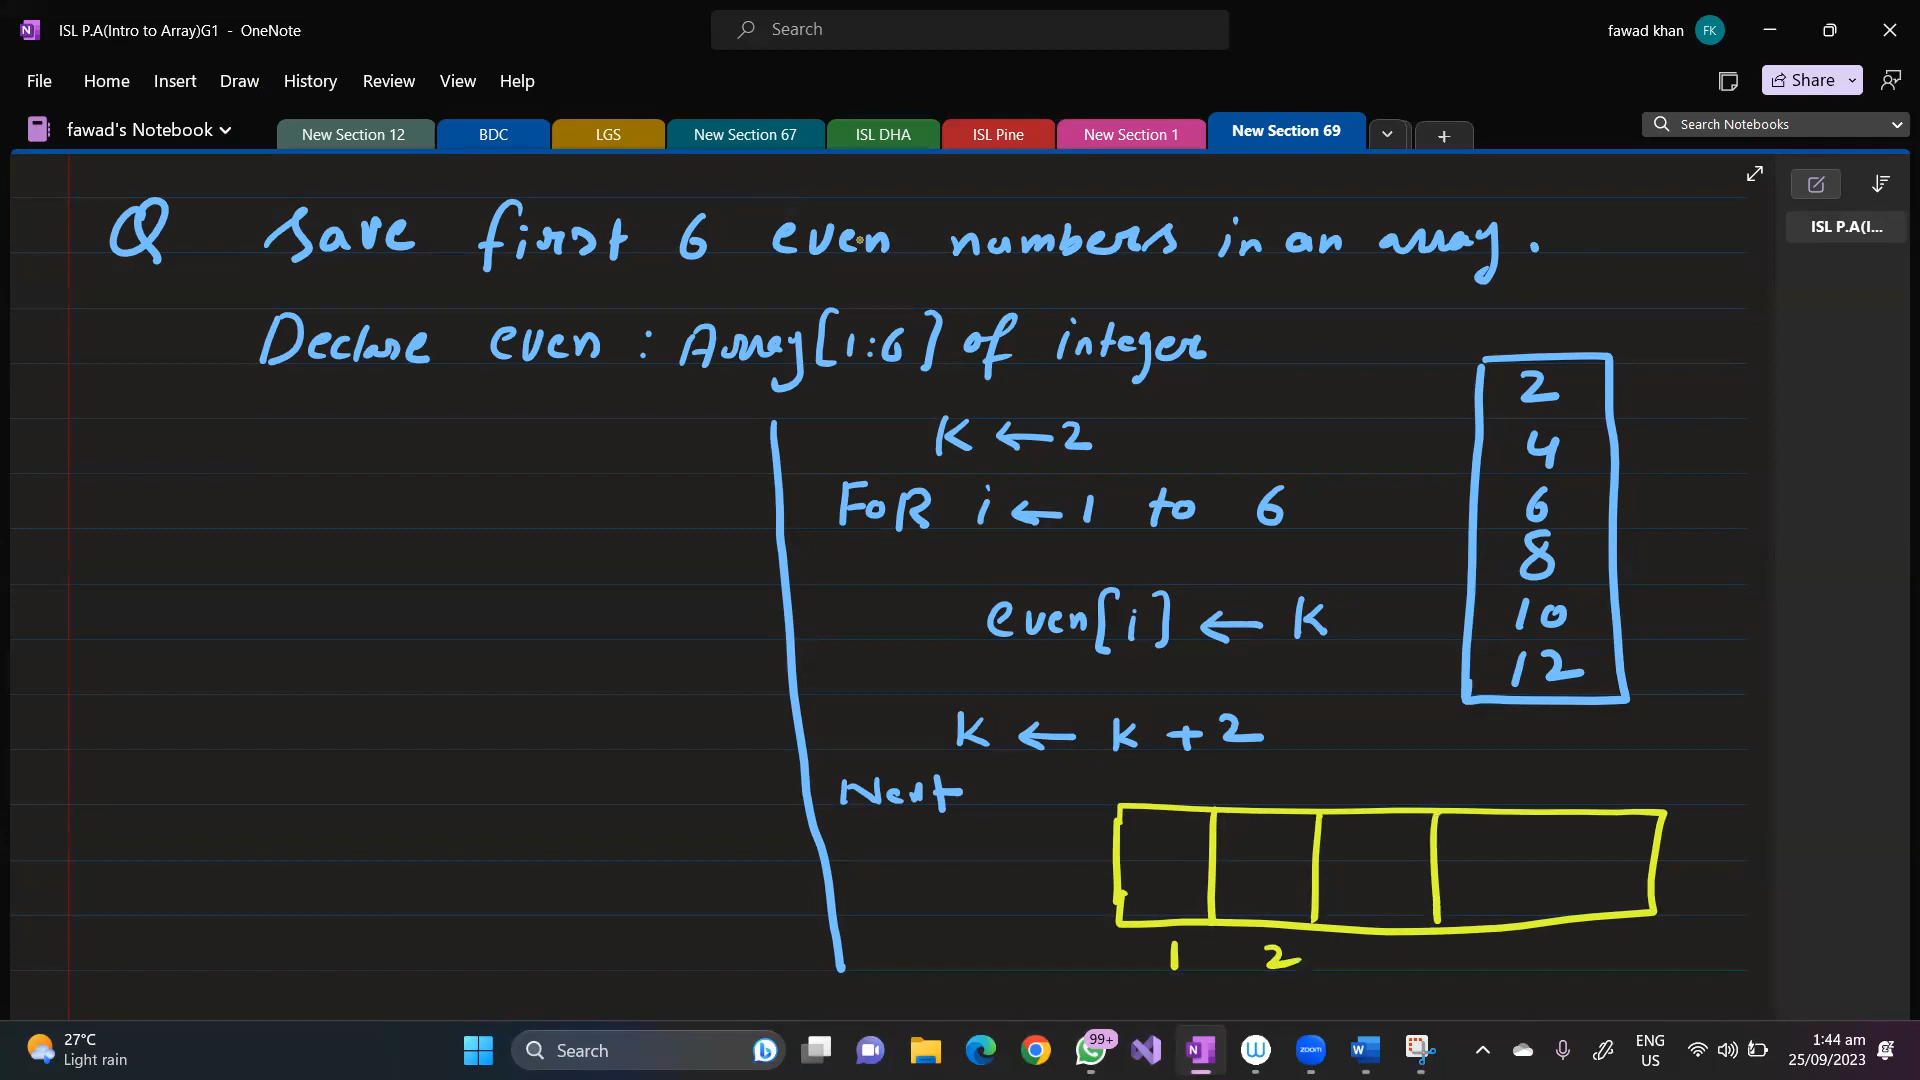 ISL P.A(Intro to Array)G1 - OneNote
Search
fawad khan FK
File Home Insert Draw History Review View Help
Share
fawad's Notebook
New Section 12 BDC LGS New Section 67 ISL DHA ISL Pine New Section 1 New Section 69
Search Notebooks
ISL P.A(I...
Q save first 6 even numbers in an array.
Declare even : Array[1:6] of integer
K ← 2
FOR i ← 1 to 6
even[i] ← K
K ← K + 2
Next
2
4
6
8
10
12
1 2
27°C
Light rain
Search
99+
zoom
ENG
US
1:44 am
25/09/2023